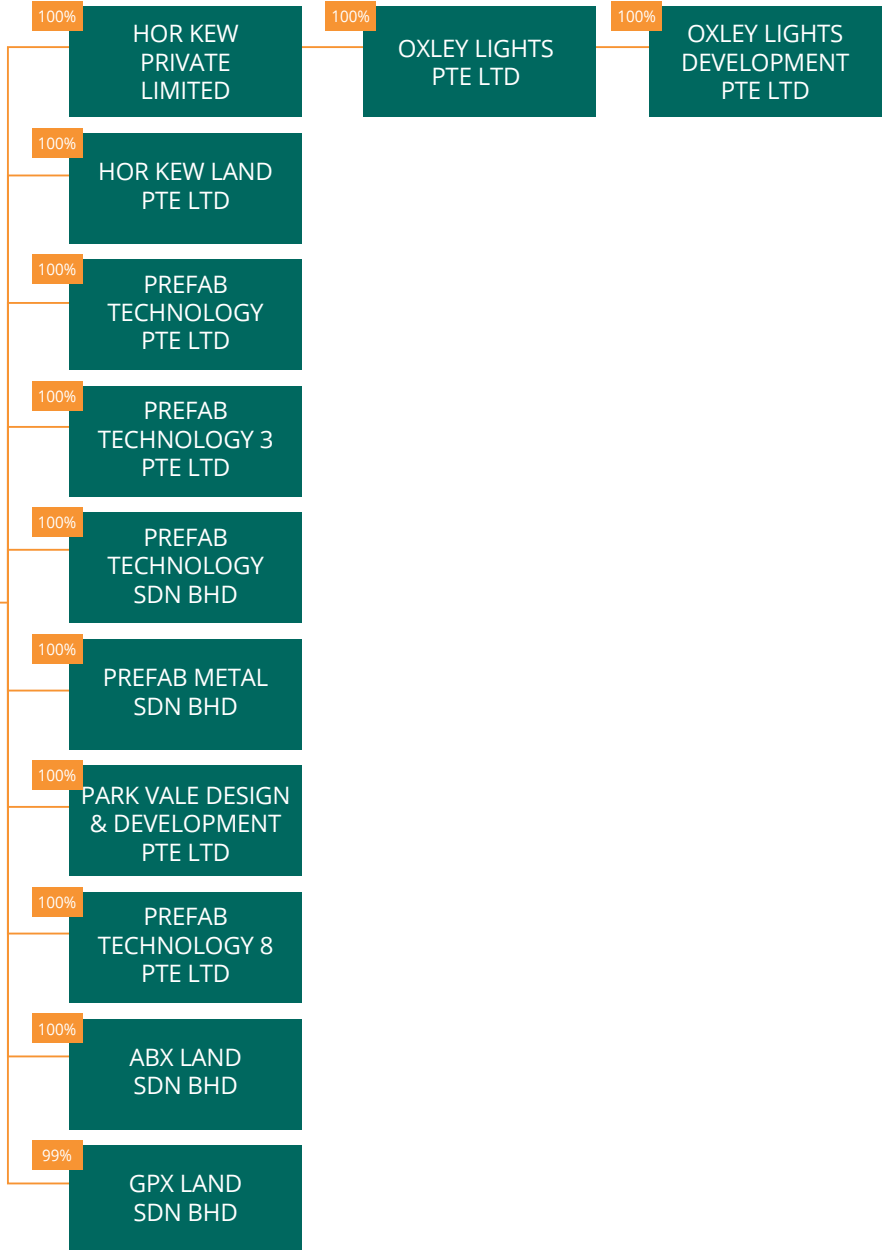 100%
HOR KEW
PRIVATE
LIMITED
100%
OXLEY LIGHTS
PTE LTD
100%
OXLEY LIGHTS
DEVELOPMENT
PTE LTD
100%
HOR KEW LAND
PTE LTD
100%
PREFAB
TECHNOLOGY
PTE LTD
100%
PREFAB
TECHNOLOGY 3
PTE LTD
100%
PREFAB
TECHNOLOGY
SDN BHD
100%
PREFAB METAL
SDN BHD
100%
PARK VALE DESIGN
& DEVELOPMENT
PTE LTD
100%
PREFAB
TECHNOLOGY 8
PTE LTD
100%
ABX LAND
SDN BHD
99%
GPX LAND
SDN BHD